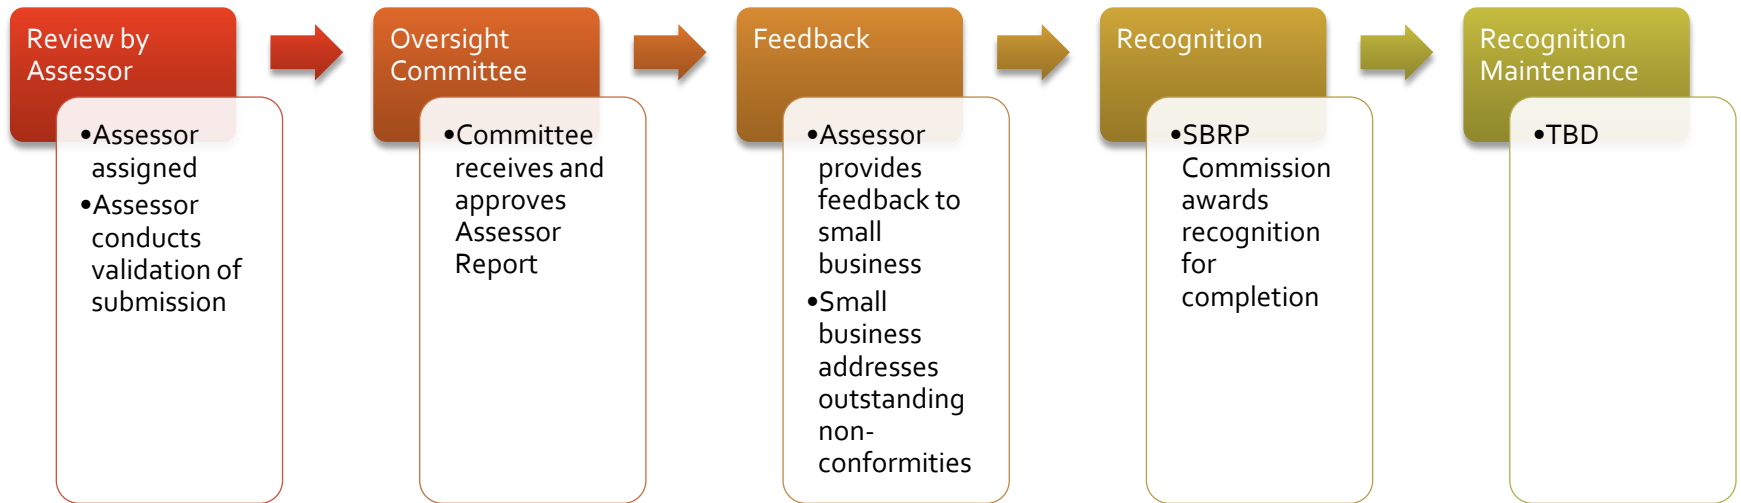 Review by
Assessor
•Assessor
assigned
•Assessor
conducts
validation of
submission
Oversight
Committee
•Committee
receives and
approves
Assessor
Report
Feedback
•Assessor
provides
feedback to
small
business
•Small
business
addresses
outstanding
non-
conformities
Recognition
•SBRP
Commission
awards
recognition
for
completion
Recognition
Maintenance
•TBD